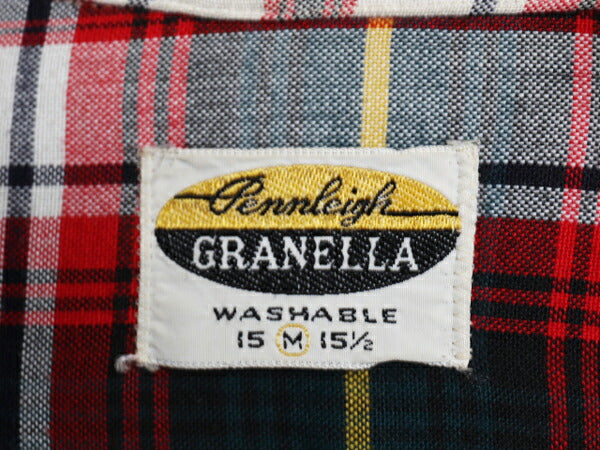 Pennleigh
GRANELLA
WASHABLE
15 M 15½